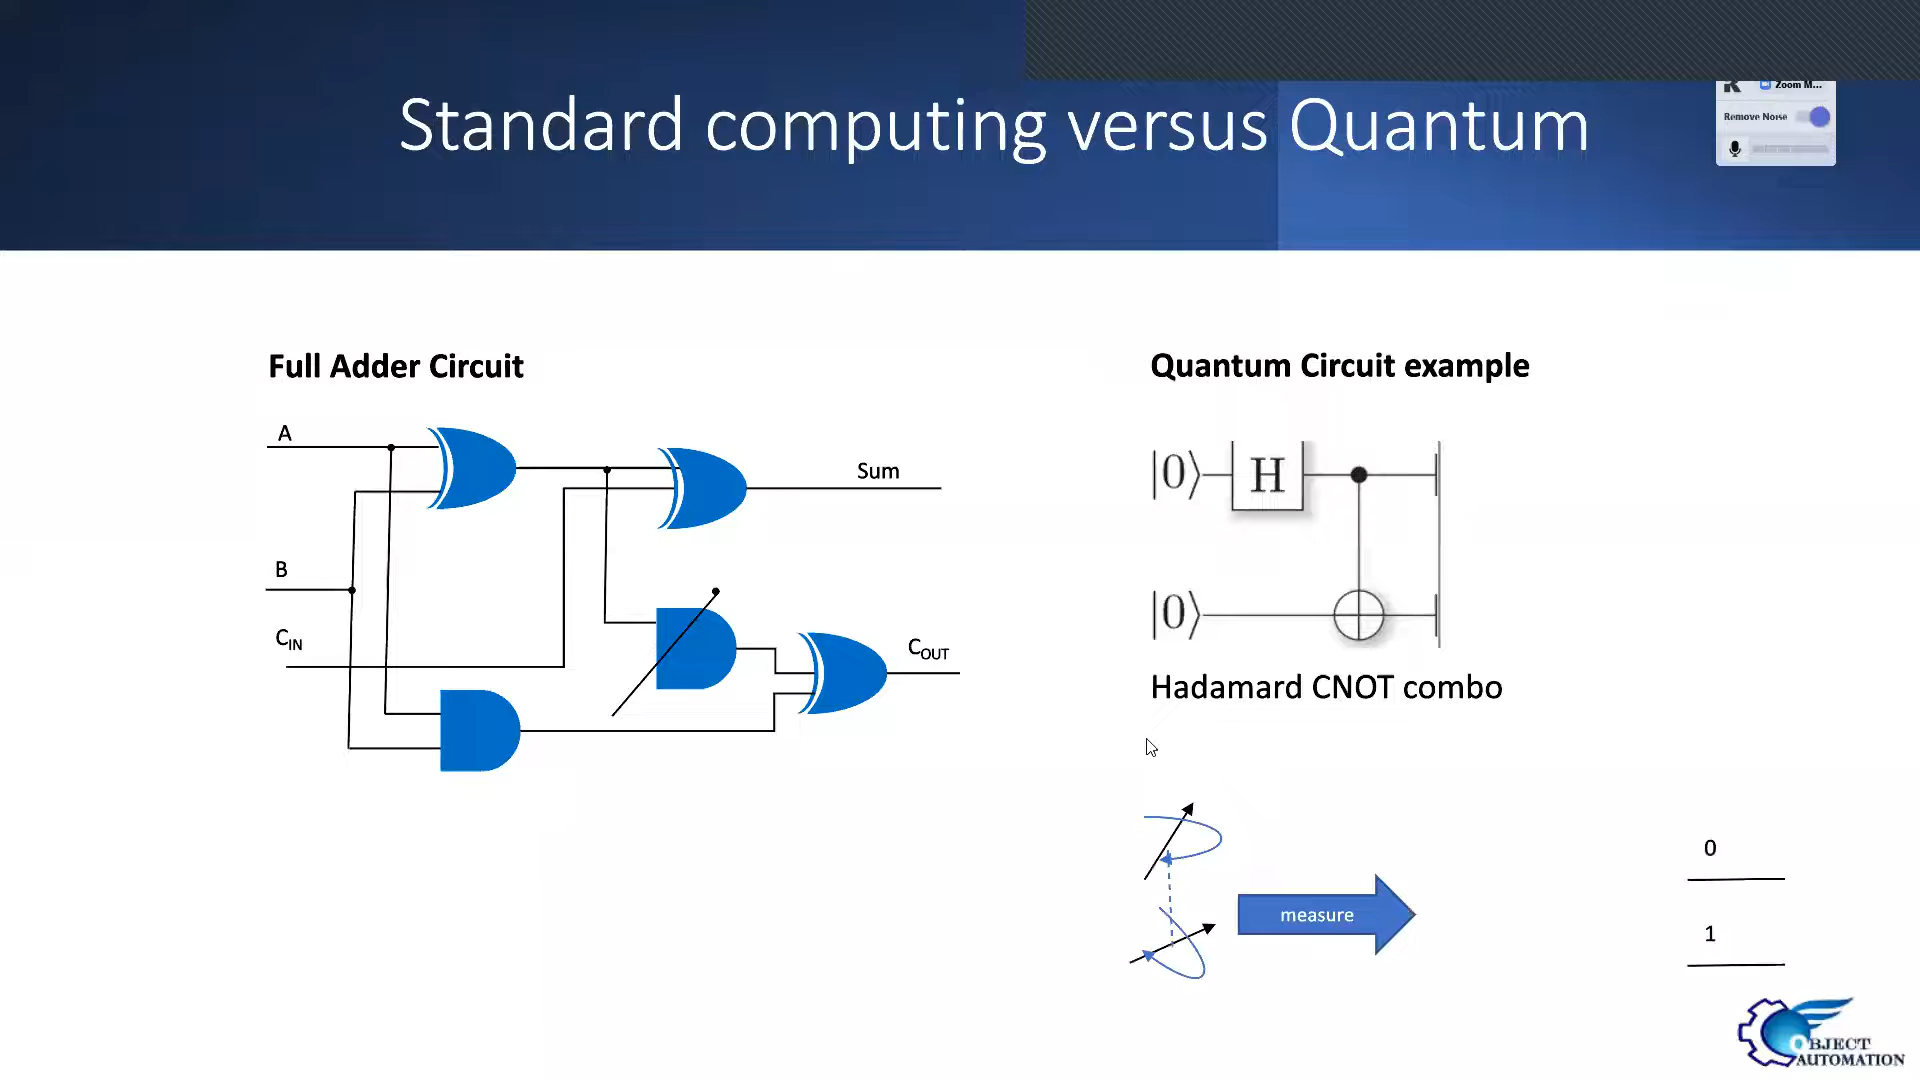 Zoom M...
Remove Noise
Standard computing versus Quantum
Full Adder Circuit
A
B
CIN
Sum
COUT
Quantum Circuit example
|0⟩ H
|0⟩
Hadamard CNOT combo
measure
0
1
OBJECT
AUTOMATION